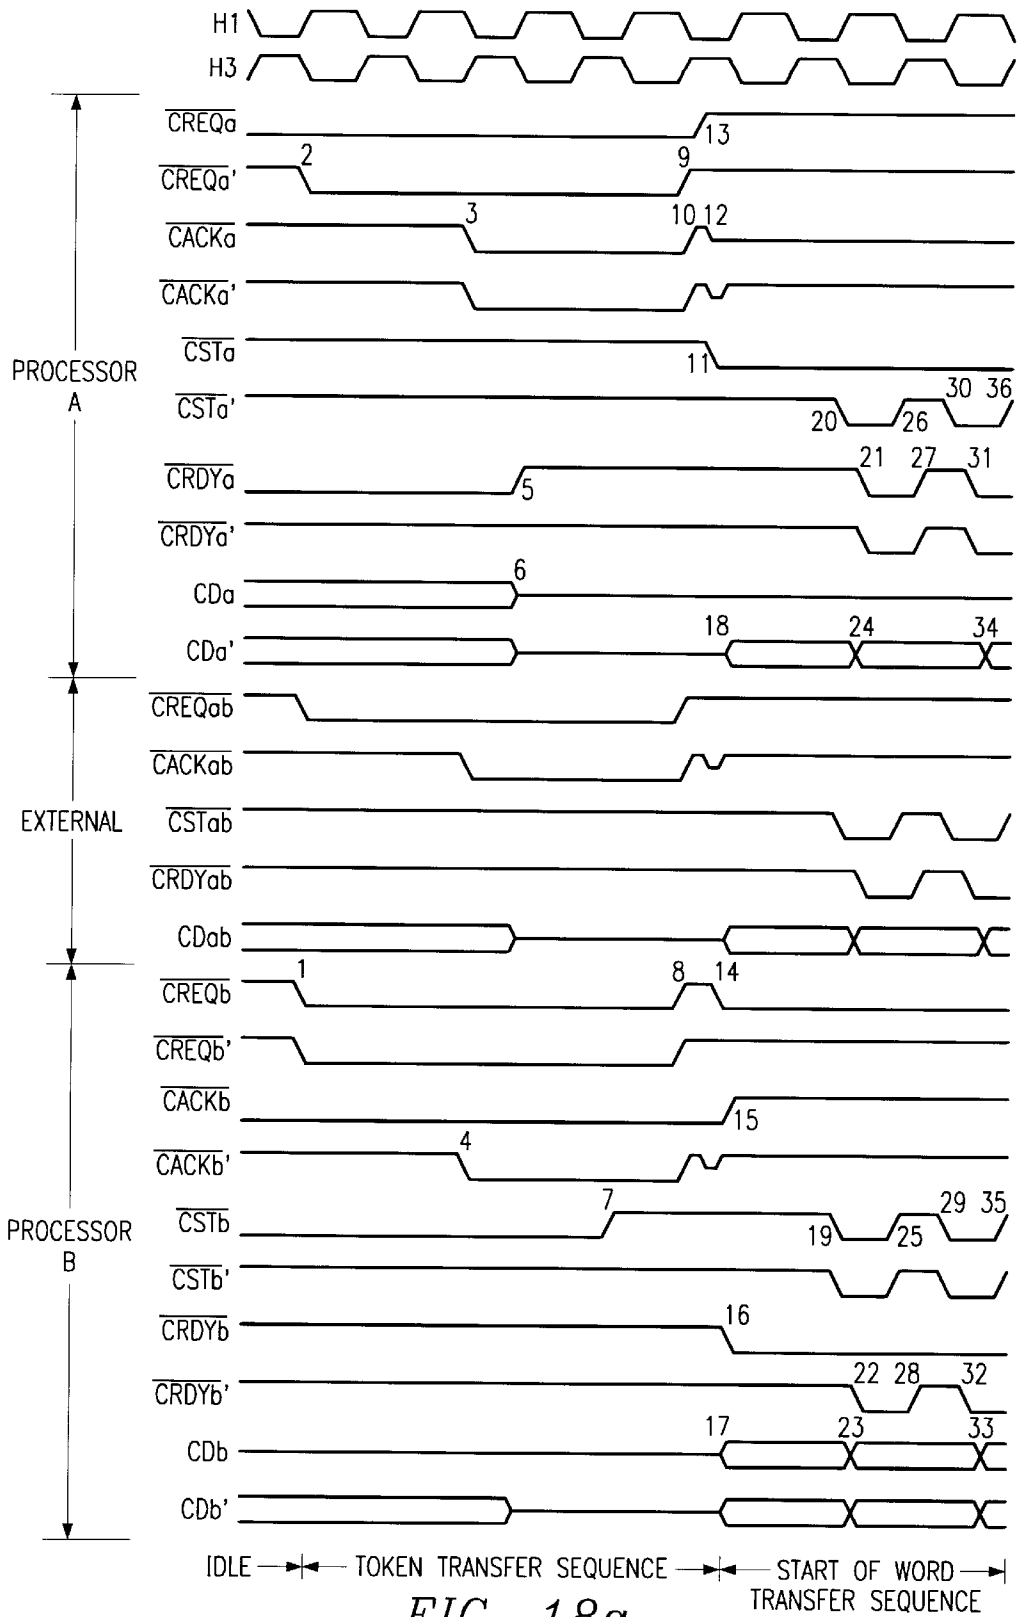 H1
H3
CREQa
13
CREQa'
2
9
CACKa
3
10 12
CACKa'
CSTa
11
PROCESSOR
A
CSTa'
20
26
30
36
CRDYa
5
21
27
31
CRDYa'
CDa
6
CDa'
18
24
34
CREQab
CACKab
EXTERNAL
CSTab
CRDYab
CDab
CREQb
1
8
14
CREQb'
CACKb
15
CACKb'
4
PROCESSOR
B
CSTb
7
19
25
29
35
CSTb'
CRDYb
16
CRDYb'
22
28
32
CDb
17
23
33
CDb'
IDLE
TOKEN TRANSFER SEQUENCE
START OF WORD
TRANSFER SEQUENCE
FIG. 18a